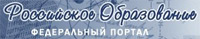 Российское Образование
ФЕДЕРАЛЬНЫЙ ПОРТАЛ